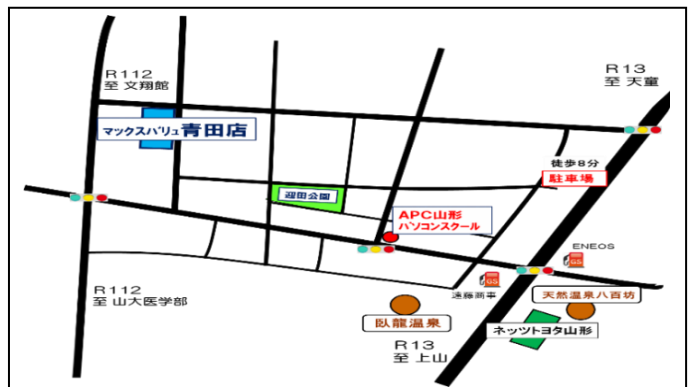 R112
至 文翔館
R13
至 天童
マックスバリュ青田店
徒歩8分
駐車場
迎田公園
APC山形
パソコンスクール
ENEOS
GS
遠藤商事
GS
天然温泉八百坊
R112
至 山大医学部
臥龍温泉
ネッツトヨタ山形
R13
至 上山